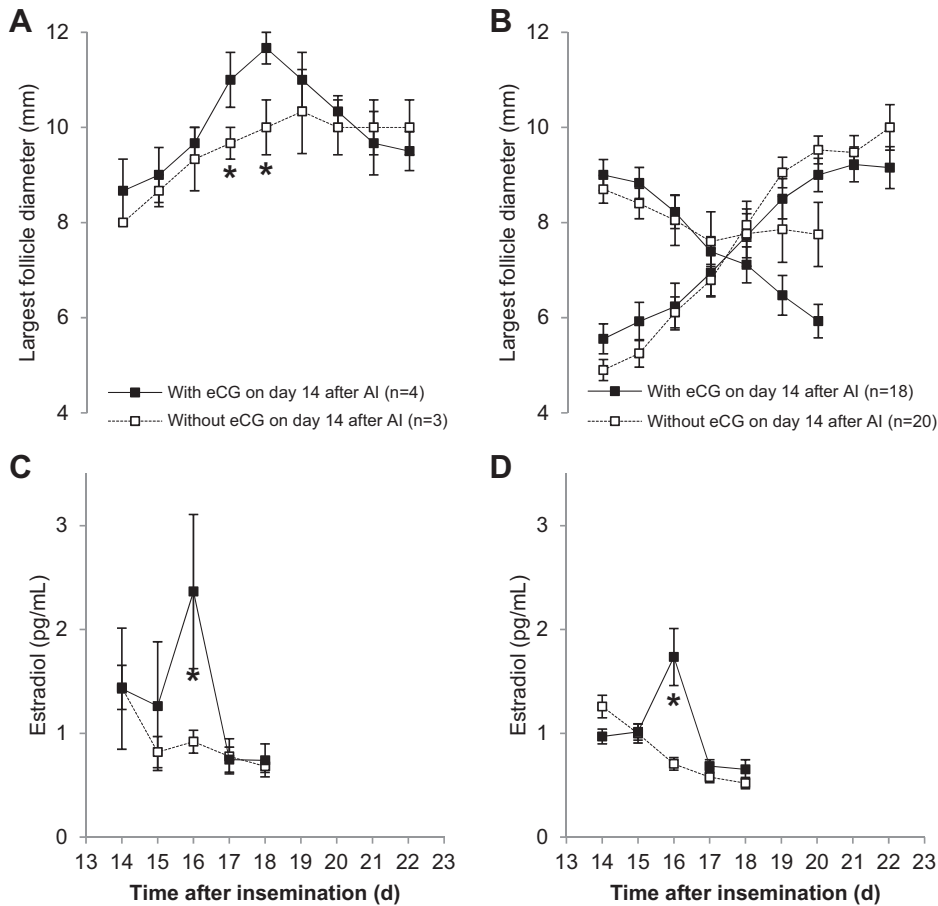 A
12
10
8
6
4
Largest follicle diameter (mm)
*
*
With eCG on day 14 after AI (n=4)
Without eCG on day 14 after AI (n=3)
B
12
10
8
6
4
Largest follicle diameter (mm)
With eCG on day 14 after AI (n=18)
Without eCG on day 14 after AI (n=20)
C
3
2
1
0
Estradiol (pg/mL)
*
13 14 15 16 17 18 19 20 21 22 23
Time after insemination (d)
D
3
2
1
0
Estradiol (pg/mL)
*
13 14 15 16 17 18 19 20 21 22 23
Time after insemination (d)